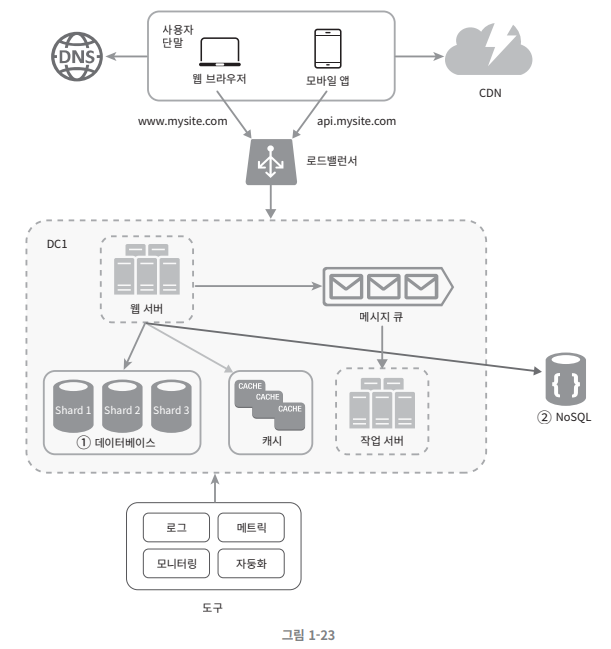 사용자
단말
DNS
웹 브라우저
모바일 앱
CDN
www.mysite.com
api.mysite.com
로드밸런서
DC1
웹 서버
메시지 큐
Shard 1
Shard 2
Shard 3
① 데이터베이스
CACHE
CACHE
CACHE
캐시
작업 서버
{ }
② NoSQL
로그
메트릭
모니터링
자동화
도구
그림 1-23